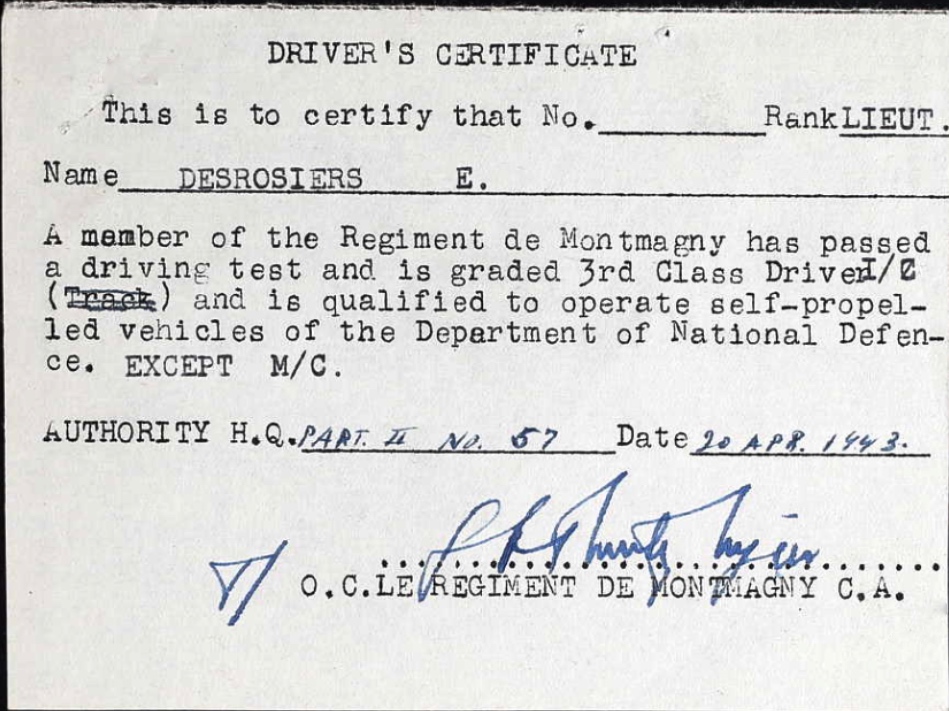 DRIVER'S CERTIFICATE
This is to certify that No.__________Rank LIEUT.
Name DESROSIERS E.
A member of the Regiment de Montmagny has passed
a driving test and is graded 3rd Class Driver I/C
(Track) and is qualified to operate self-propel-
led vehicles of the Department of National Defen-
ce. EXCEPT M/C.
AUTHORITY H.Q. PART. II NO. 57 Date 20 APR. 1943.
O.C.LE REGIMENT DE MONTMAGNY C.A.